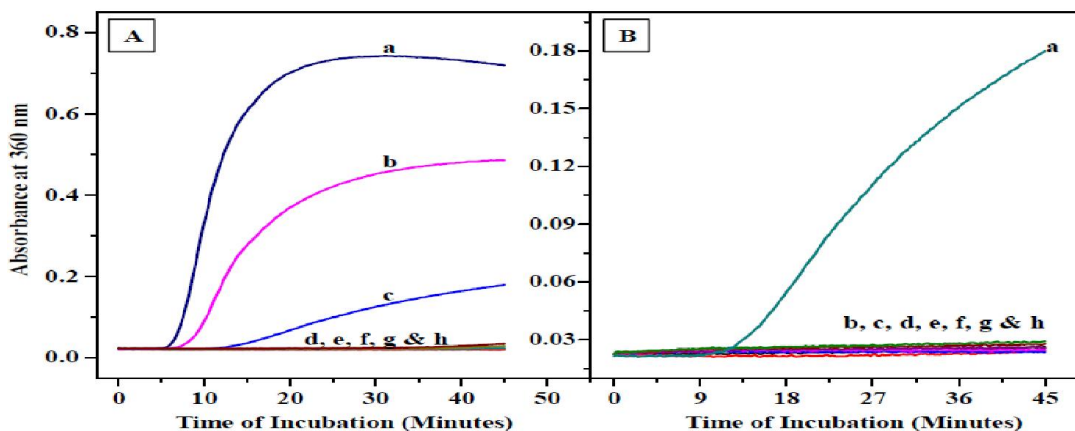 A
B
Absorbance at 360 nm
0.8
0.6
0.4
0.2
0.0
a
b
c
d, e, f, g & h
0 10 20 30 40 50
Time of Incubation (Minutes)
0.18
0.15
0.12
0.09
0.06
0.03
a
b, c, d, e, f, g & h
0 9 18 27 36 45
Time of Incubation (Minutes)